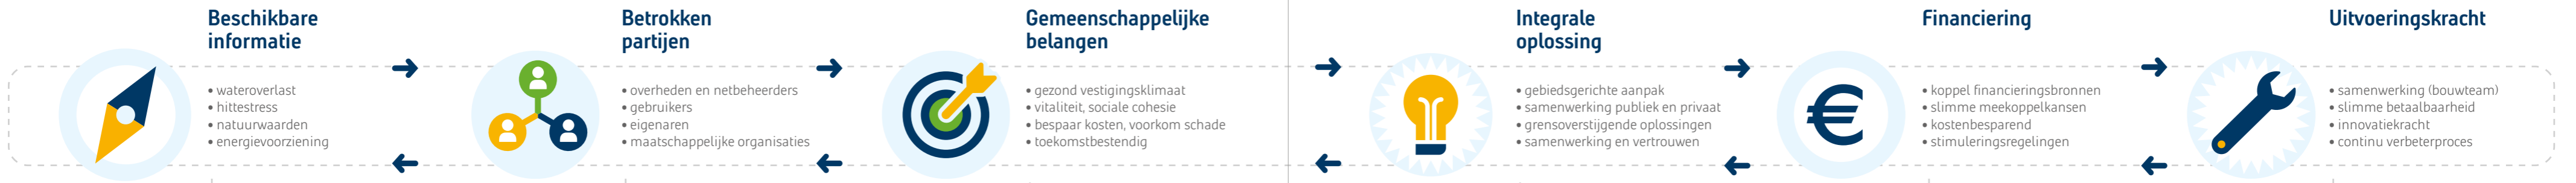 Beschikbare
informatie
• wateroverlast
• hittestress
• natuurwaarden
• energievoorziening
Betrokken
partijen
• overheden en netbeheerders
• gebruikers
• eigenaren
• maatschappelijke organisaties
Gemeenschappelijke
belangen
• gezond vestigingsklimaat
• vitaliteit, sociale cohesie
• bespaar kosten, voorkom schade
• toekomstbestendig
Integrale
oplossing
• gebiedsgerichte aanpak
• samenwerking publiek en privaat
• grensoverstijgende oplossingen
• samenwerking en vertrouwen
Financiering
• koppel financieringsbronnen
• slimme meekoppelkansen
• kostenbesparend
• stimuleringsregelingen
Uitvoeringskracht
• samenwerking (bouwteam)
• slimme betaalbaarheid
• innovatiekracht
• continu verbeterproces